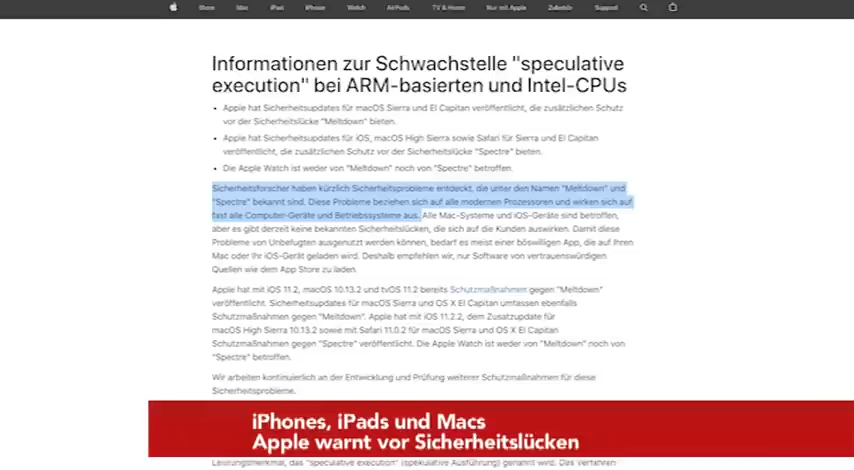 Store Mac iPad iPhone Watch AirPods TV & Home Nur mit Apple Zubehör Support
Informationen zur Schwachstelle "speculative
execution" bei ARM-basierten und Intel-CPUs
• Apple hat Sicherheitsupdates für macOS Sierra und El Capitan veröffentlicht, die zusätzlichen Schutz
vor der Sicherheitslücke "Meltdown" bieten.
• Apple hat Sicherheitsupdates für iOS, macOS High Sierra sowie Safari für Sierra und El Capitan
veröffentlicht, die zusätzlichen Schutz vor der Sicherheitslücke "Spectre" bieten.
• Die Apple Watch ist weder von "Meltdown" noch von "Spectre" betroffen.
Sicherheitsforscher haben kürzlich Sicherheitsprobleme entdeckt, die unter den Namen "Meltdown" und
"Spectre" bekannt sind. Diese Probleme beziehen sich auf alle modernen Prozessoren und wirken sich auf
fast alle Computer-Geräte und Betriebssysteme aus. Alle Mac-Systeme und iOS-Geräte sind betroffen,
aber es gibt derzeit keine bekannten Sicherheitslücken, die sich auf die Kunden auswirken. Damit diese
Probleme von Unbefugten ausgenutzt werden können, bedarf es meist einer böswilligen App, die auf Ihren
Mac oder Ihr iOS-Gerät geladen wird. Deshalb empfehlen wir, nur Software von vertrauenswürdigen
Quellen wie dem App Store zu laden.
Apple hat mit iOS 11.2, macOS 10.13.2 und tvOS 11.2 bereits Schutzmaßnahmen gegen "Meltdown"
veröffentlicht. Sicherheitsupdates für macOS Sierra und OS X El Capitan umfassen ebenfalls
Schutzmaßnahmen gegen "Meltdown". Apple hat mit iOS 11.2.2, dem Zusatzupdate für
macOS High Sierra 10.13.2 sowie mit Safari 11.0.2 für macOS Sierra und OS X El Capitan
Schutzmaßnahmen gegen "Spectre" veröffentlicht. Die Apple Watch ist weder von "Meltdown" noch von
"Spectre" betroffen.
Wir arbeiten kontinuierlich an der Entwicklung und Prüfung weiterer Schutzmaßnahmen für diese
Sicherheitsprobleme.
iPhones, iPads und Macs
Apple warnt vor Sicherheitslücken
Leistungsmerkmal, das "speculative execution" (spekulative Ausführung) genannt wird. Das Verfahren